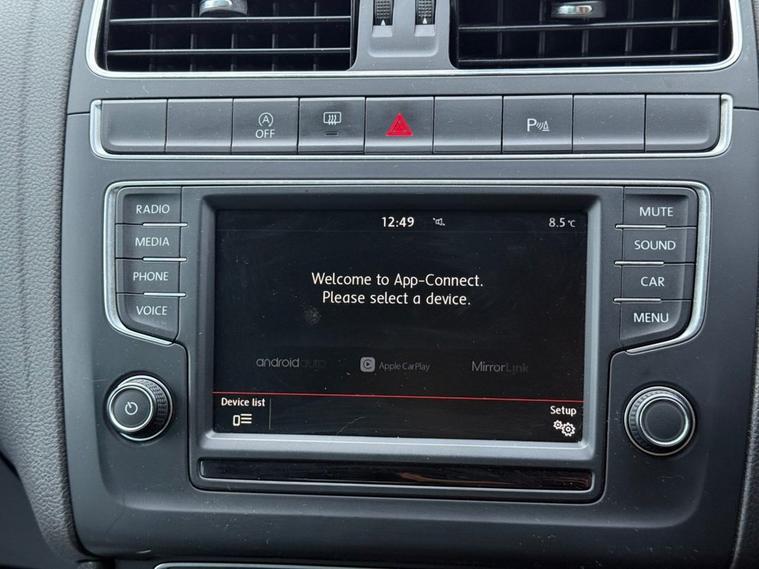 A
OFF
P
RADIO
MEDIA
PHONE
VOICE
12:49
8.5°C
Welcome to App-Connect.
Please select a device.
androidauto
Apple CarPlay
MirrorLink
Device list
Setup
MUTE
SOUND
CAR
MENU